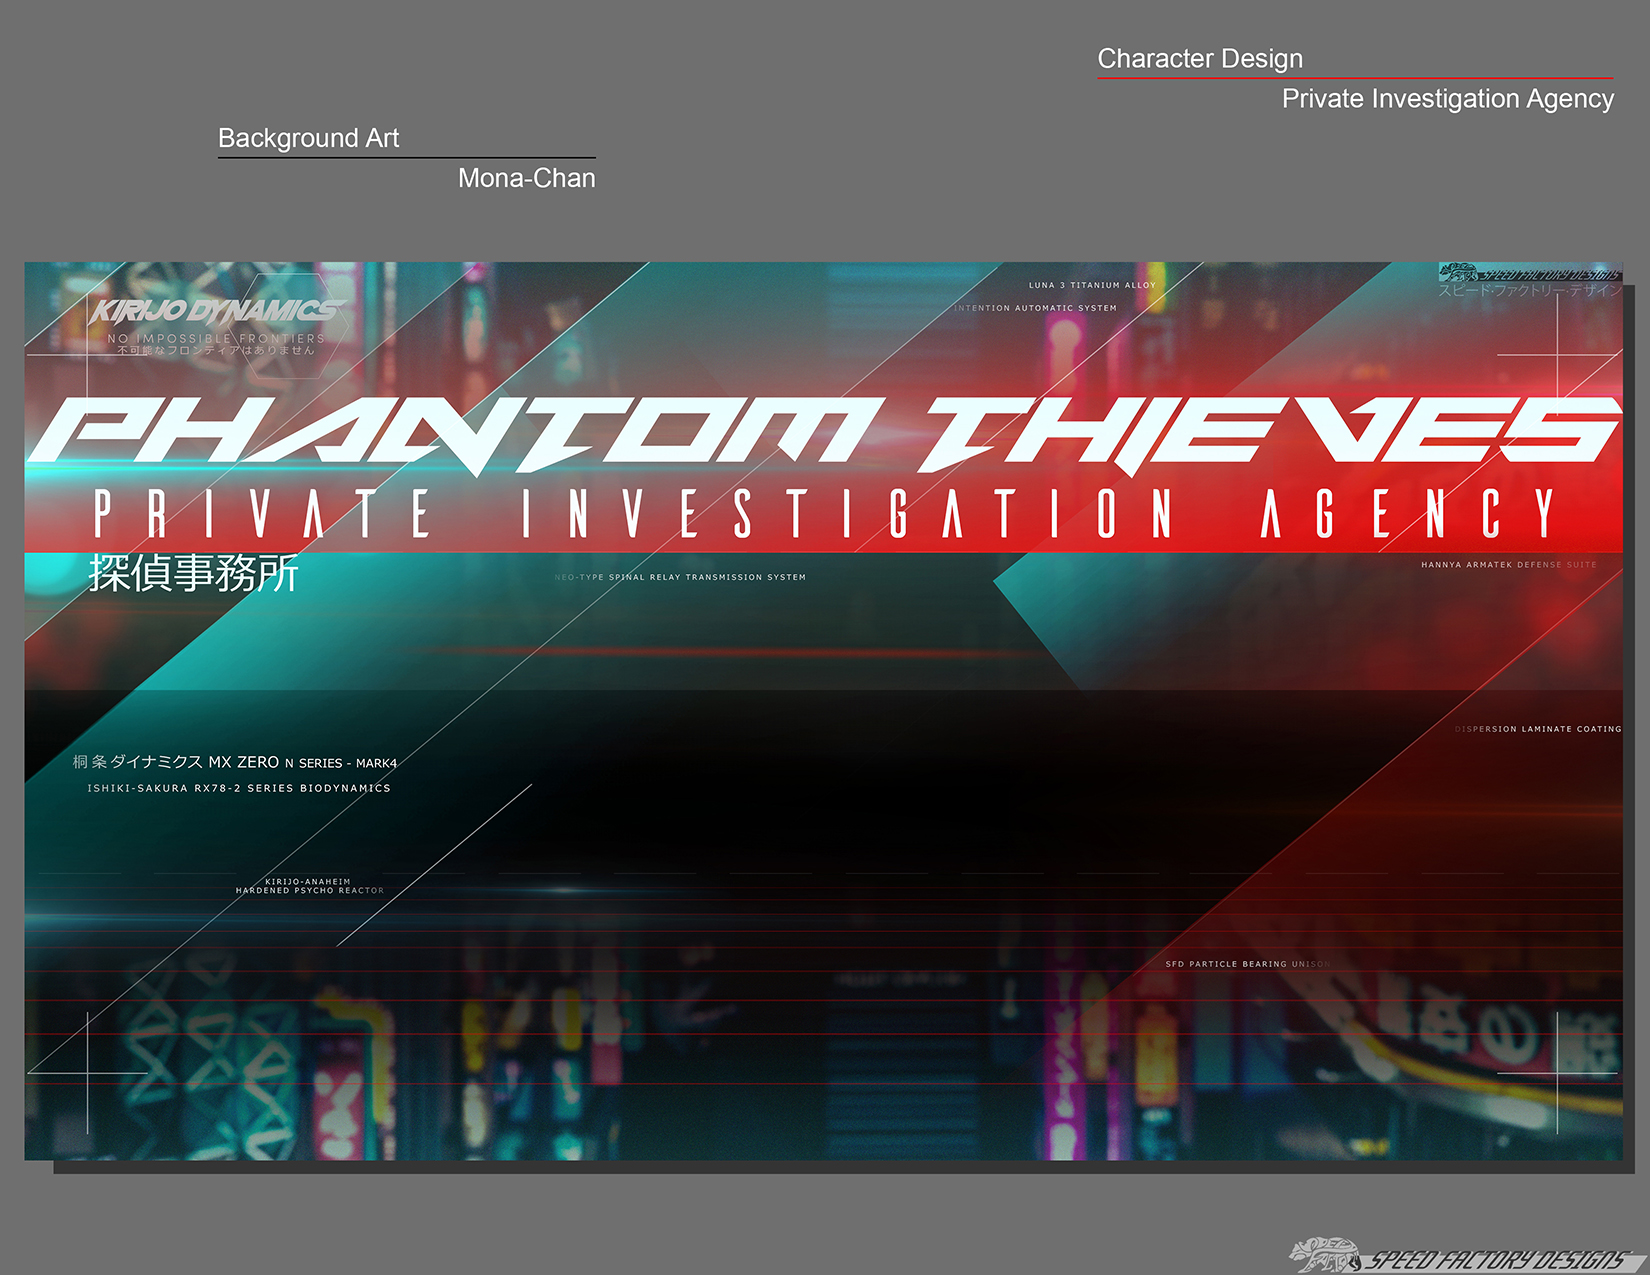 Character Design
Private Investigation Agency
Background Art
Mona-Chan
SPEED FACTORY DESIGNS
スピード・ファクトリー・デザイン
KIRIJO DYNAMICS
NO IMPOSSIBLE FRONTIERS
不可能なフロンティアはありません
LUNA 3 TITANIUM ALLOY
INTENTION AUTOMATIC SYSTEM
PHANTOM THIEVES
PRIVATE INVESTIGATION AGENCY
探偵事務所
NEO-TYPE SPINAL RELAY TRANSMISSION SYSTEM
HANNYA ARMATEK DEFENSE SUITE
DISPERSION LAMINATE COATING
桐条ダイナミクス MX ZERO N SERIES - MARK4
ISHIKI-SAKURA RX78-2 SERIES BIODYNAMICS
KIRIJO-ANAHEIM
HARDENED PSYCHO REACTOR
SFD PARTICLE BEARING UNISON
SPEED FACTORY DESIGNS